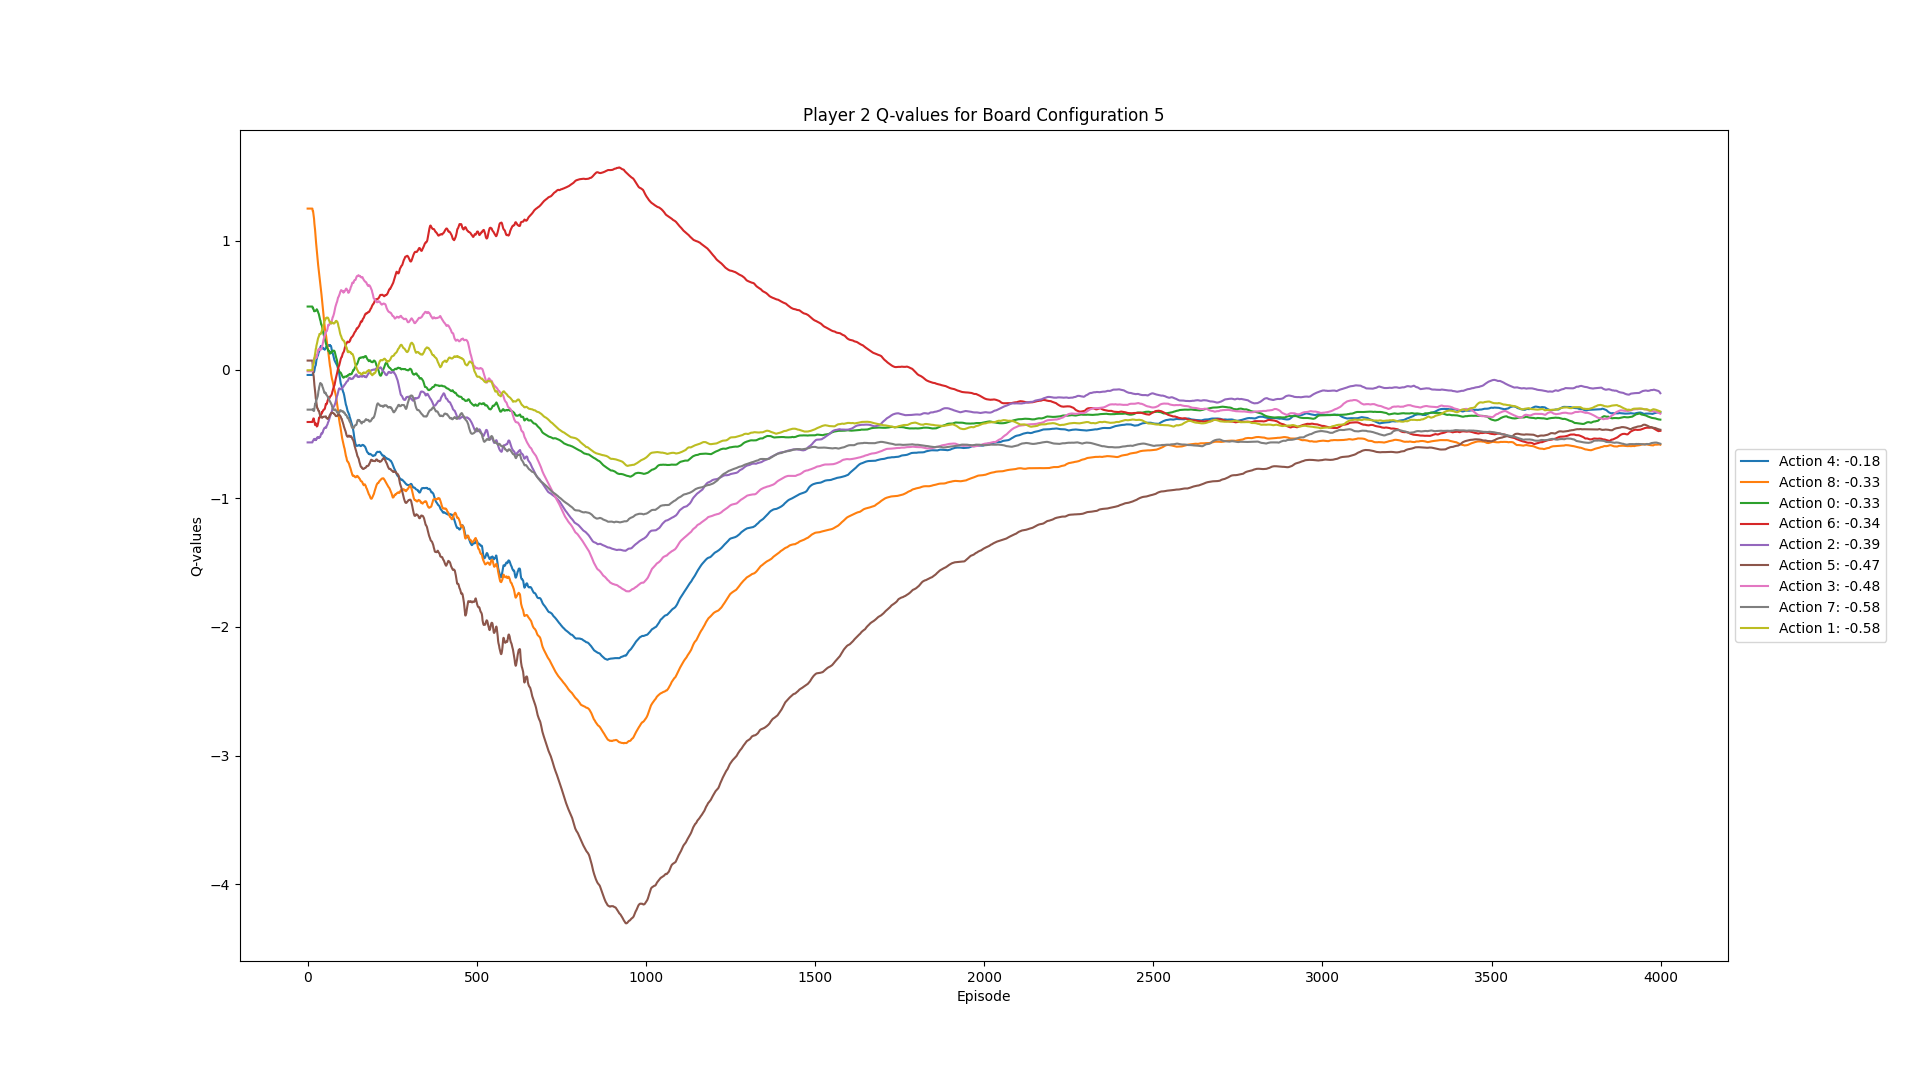 Player 2 Q-values for Board Configuration 5
1
0
−1
−2
−3
−4
Q-values
0 500 1000 1500 2000 2500 3000 3500 4000
Episode
Action 4: -0.18
Action 8: -0.33
Action 0: -0.33
Action 6: -0.34
Action 2: -0.39
Action 5: -0.47
Action 3: -0.48
Action 7: -0.58
Action 1: -0.58